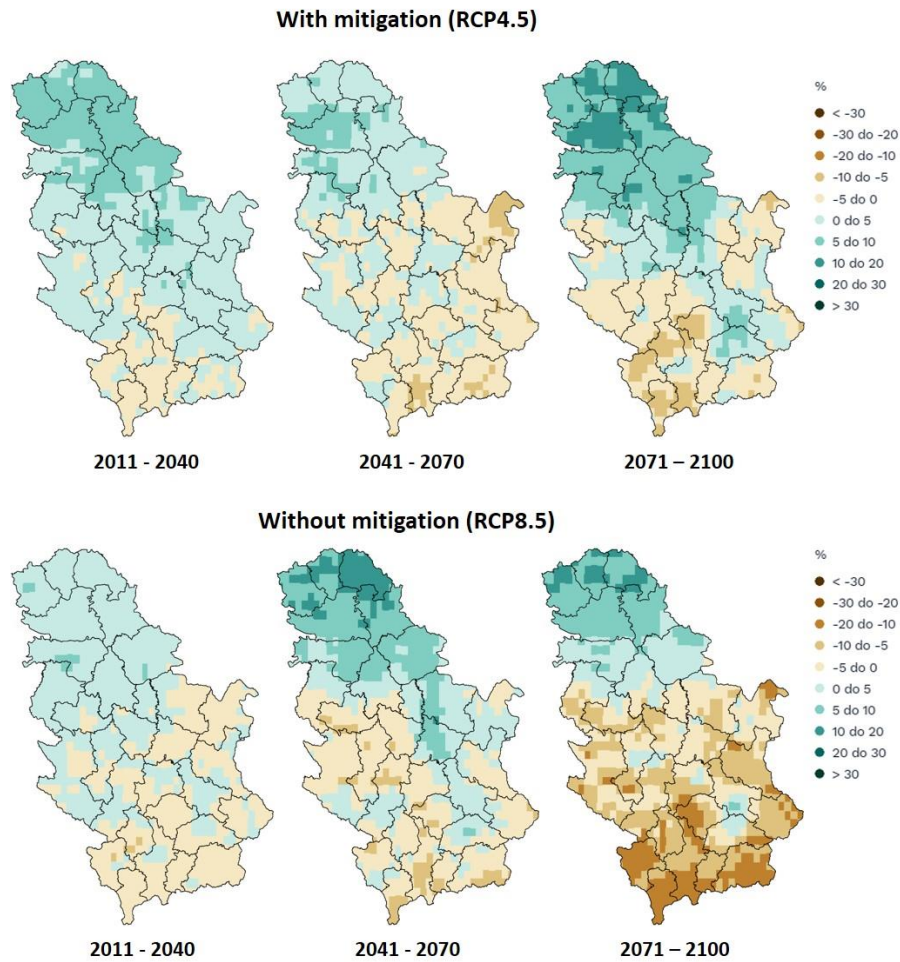 With mitigation (RCP4.5)
%
< -30
-30 do -20
-20 do -10
-10 do -5
-5 do 0
0 do 5
5 do 10
10 do 20
20 do 30
> 30
2011 - 2040
2041 - 2070
2071 – 2100
Without mitigation (RCP8.5)
%
< -30
-30 do -20
-20 do -10
-10 do -5
-5 do 0
0 do 5
5 do 10
10 do 20
20 do 30
> 30
2011 - 2040
2041 - 2070
2071 – 2100